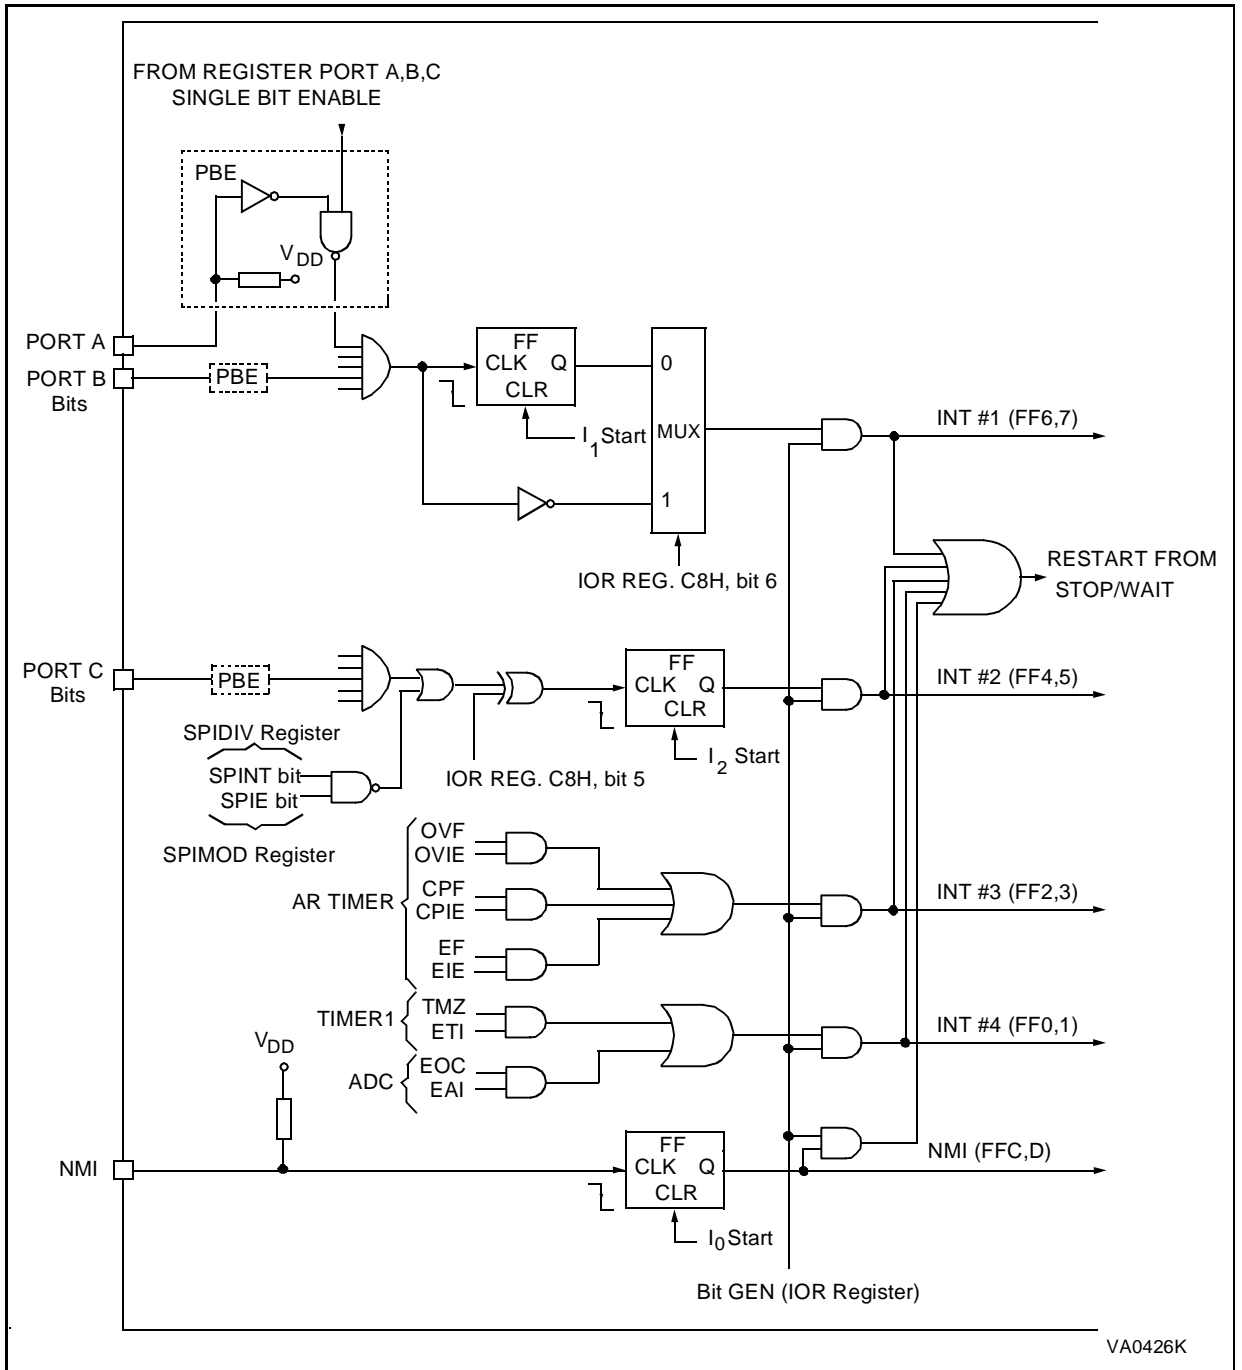 FROM REGISTER PORT A,B,C
SINGLE BIT ENABLE
PBE
VDD
PORT A
PORT B
Bits
PBE
FF
CLK Q
CLR
I1 Start
0
MUX
1
IOR REG. C8H, bit 6
INT #1 (FF6,7)
RESTART FROM
STOP/WAIT
PORT C
Bits
PBE
FF
CLK Q
CLR
I2 Start
INT #2 (FF4,5)
SPIDIV Register
SPINT bit
SPIE bit
SPIMOD Register
IOR REG. C8H, bit 5
AR TIMER
OVF
OVIE
CPF
CPIE
EF
EIE
INT #3 (FF2,3)
TIMER1
TMZ
ETI
ADC
EOC
EAI
INT #4 (FF0,1)
VDD
NMI
FF
CLK Q
CLR
I0 Start
NMI (FFC,D)
Bit GEN (IOR Register)
VA0426K